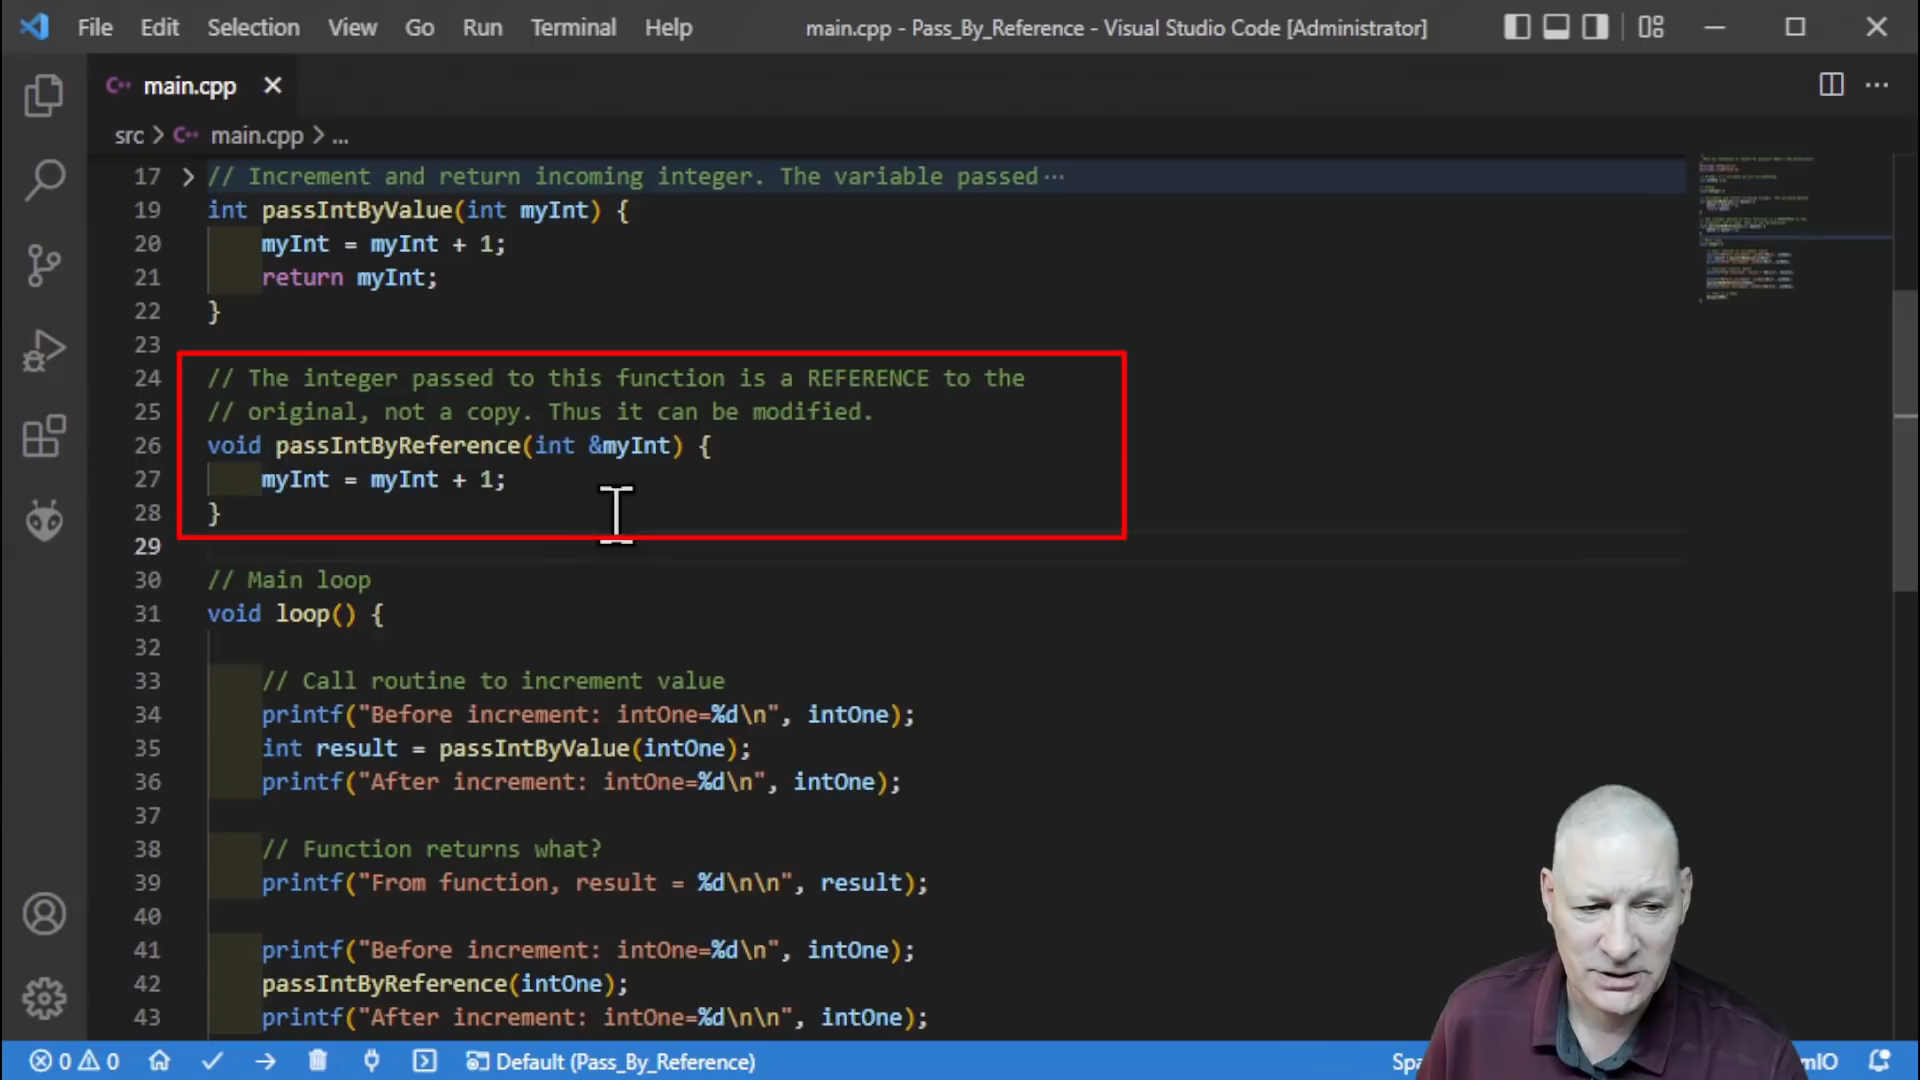 File Edit Selection View Go Run Terminal Help main.cpp - Pass_By_Reference - Visual Studio Code [Administrator]
main.cpp
src > main.cpp > ...
17 // Increment and return incoming integer. The variable passed···
19 int passIntByValue(int myInt) {
20 myInt = myInt + 1;
21 return myInt;
22 }
23
24 // The integer passed to this function is a REFERENCE to the
25 // original, not a copy. Thus it can be modified.
26 void passIntByReference(int &myInt) {
27 myInt = myInt + 1;
28 }
29
30 // Main loop
31 void loop() {
32
33 // Call routine to increment value
34 printf("Before increment: intOne=%d\n", intOne);
35 int result = passIntByValue(intOne);
36 printf("After increment: intOne=%d\n", intOne);
37
38 // Function returns what?
39 printf("From function, result = %d\n\n", result);
40
41 printf("Before increment: intOne=%d\n", intOne);
42 passIntByReference(intOne);
43 printf("After increment: intOne=%d\n\n", intOne);
0 0 Default (Pass_By_Reference) Spa mIO